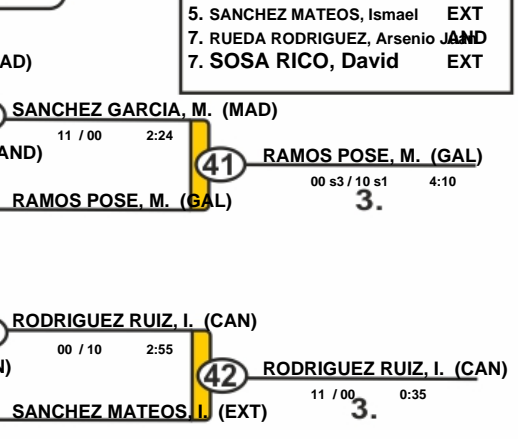 5. SANCHEZ MATEOS, Ismael EXT
7. RUEDA RODRIGUEZ, Arsenio Juan AND
7. SOSA RICO, David EXT
AD)
SANCHEZ GARCIA, M. (MAD)
11 / 00 2:24
AND)
41
RAMOS POSE, M. (GAL)
00 s3 / 10 s1 4:10
3.
RAMOS POSE, M. (GAL)
RODRIGUEZ RUIZ, I. (CAN)
00 / 10 2:55
N)
42
RODRIGUEZ RUIZ, I. (CAN)
11 / 00 0:35
3.
SANCHEZ MATEOS, I. (EXT)